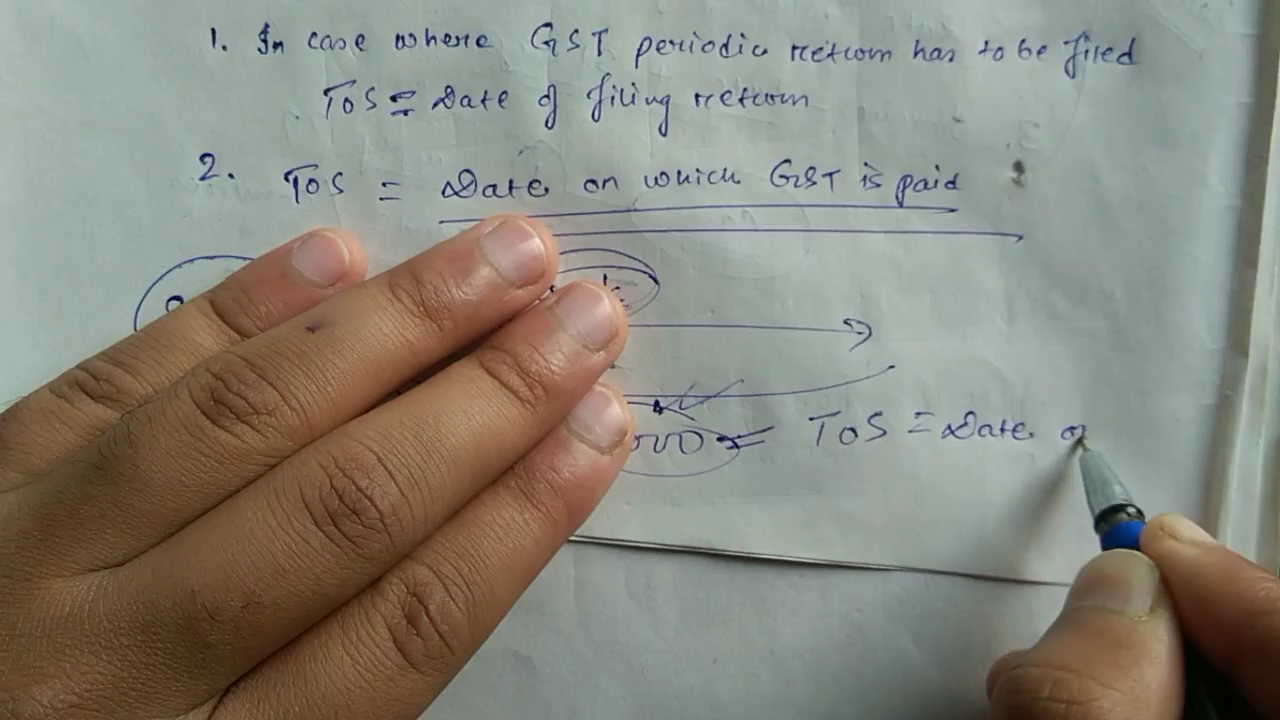 1. In case where GST periodic return has to be filed
TOS = Date of filing return
2. TOS = Date on which GST is paid
TOS = Date o